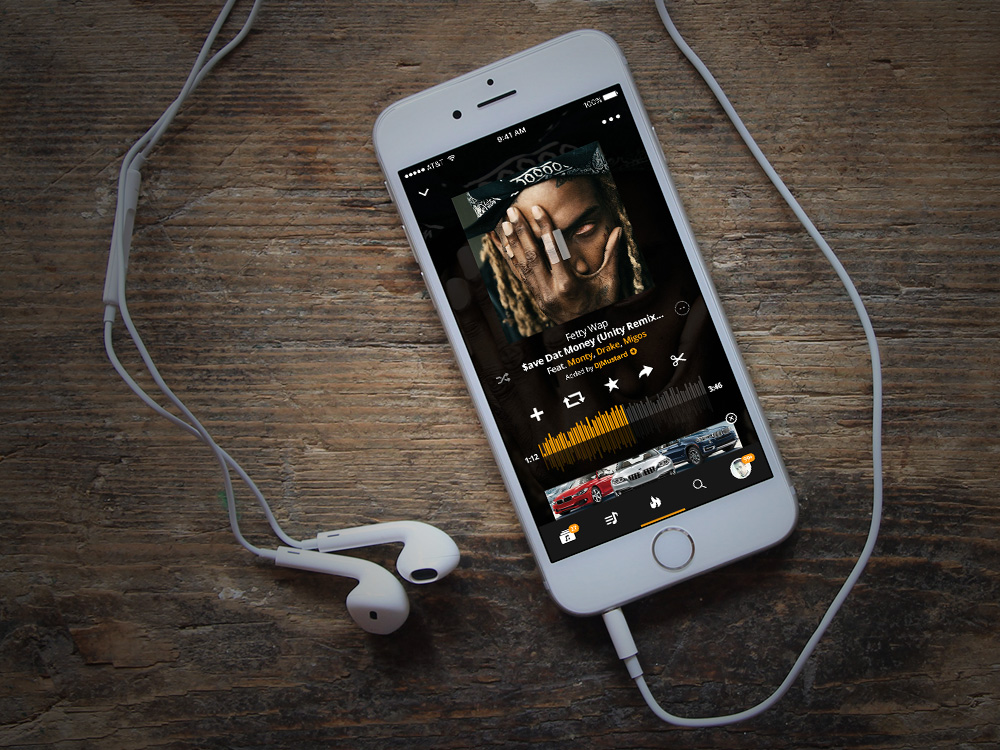 AT&T
9:41 AM
100%
Fetty Wap
$ave Dat Money (Unity Remix...
Feat. Monty, Drake, Migos
Added by DJMustard
1:12
3:46